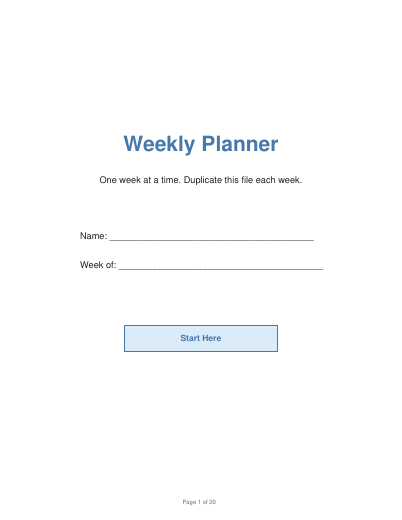 Weekly Planner
One week at a time. Duplicate this file each week.
Name: ________________________________________
Week of: ________________________________________
Start Here
Page 1 of 20